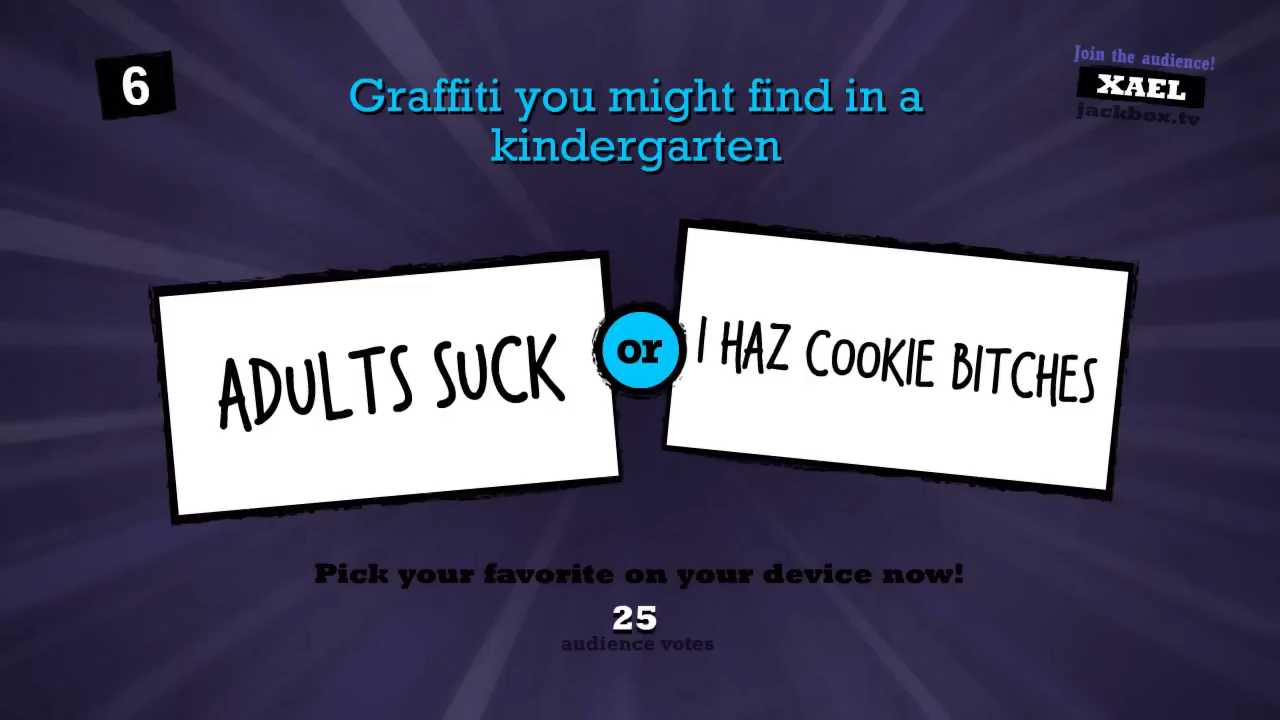 6
Graffiti you might find in a
kindergarten
Join the audience!
XAEL
jackbox.tv
ADULTS SUCK
or
I HAZ COOKIE BITCHES
Pick your favorite on your device now!
25
audience votes